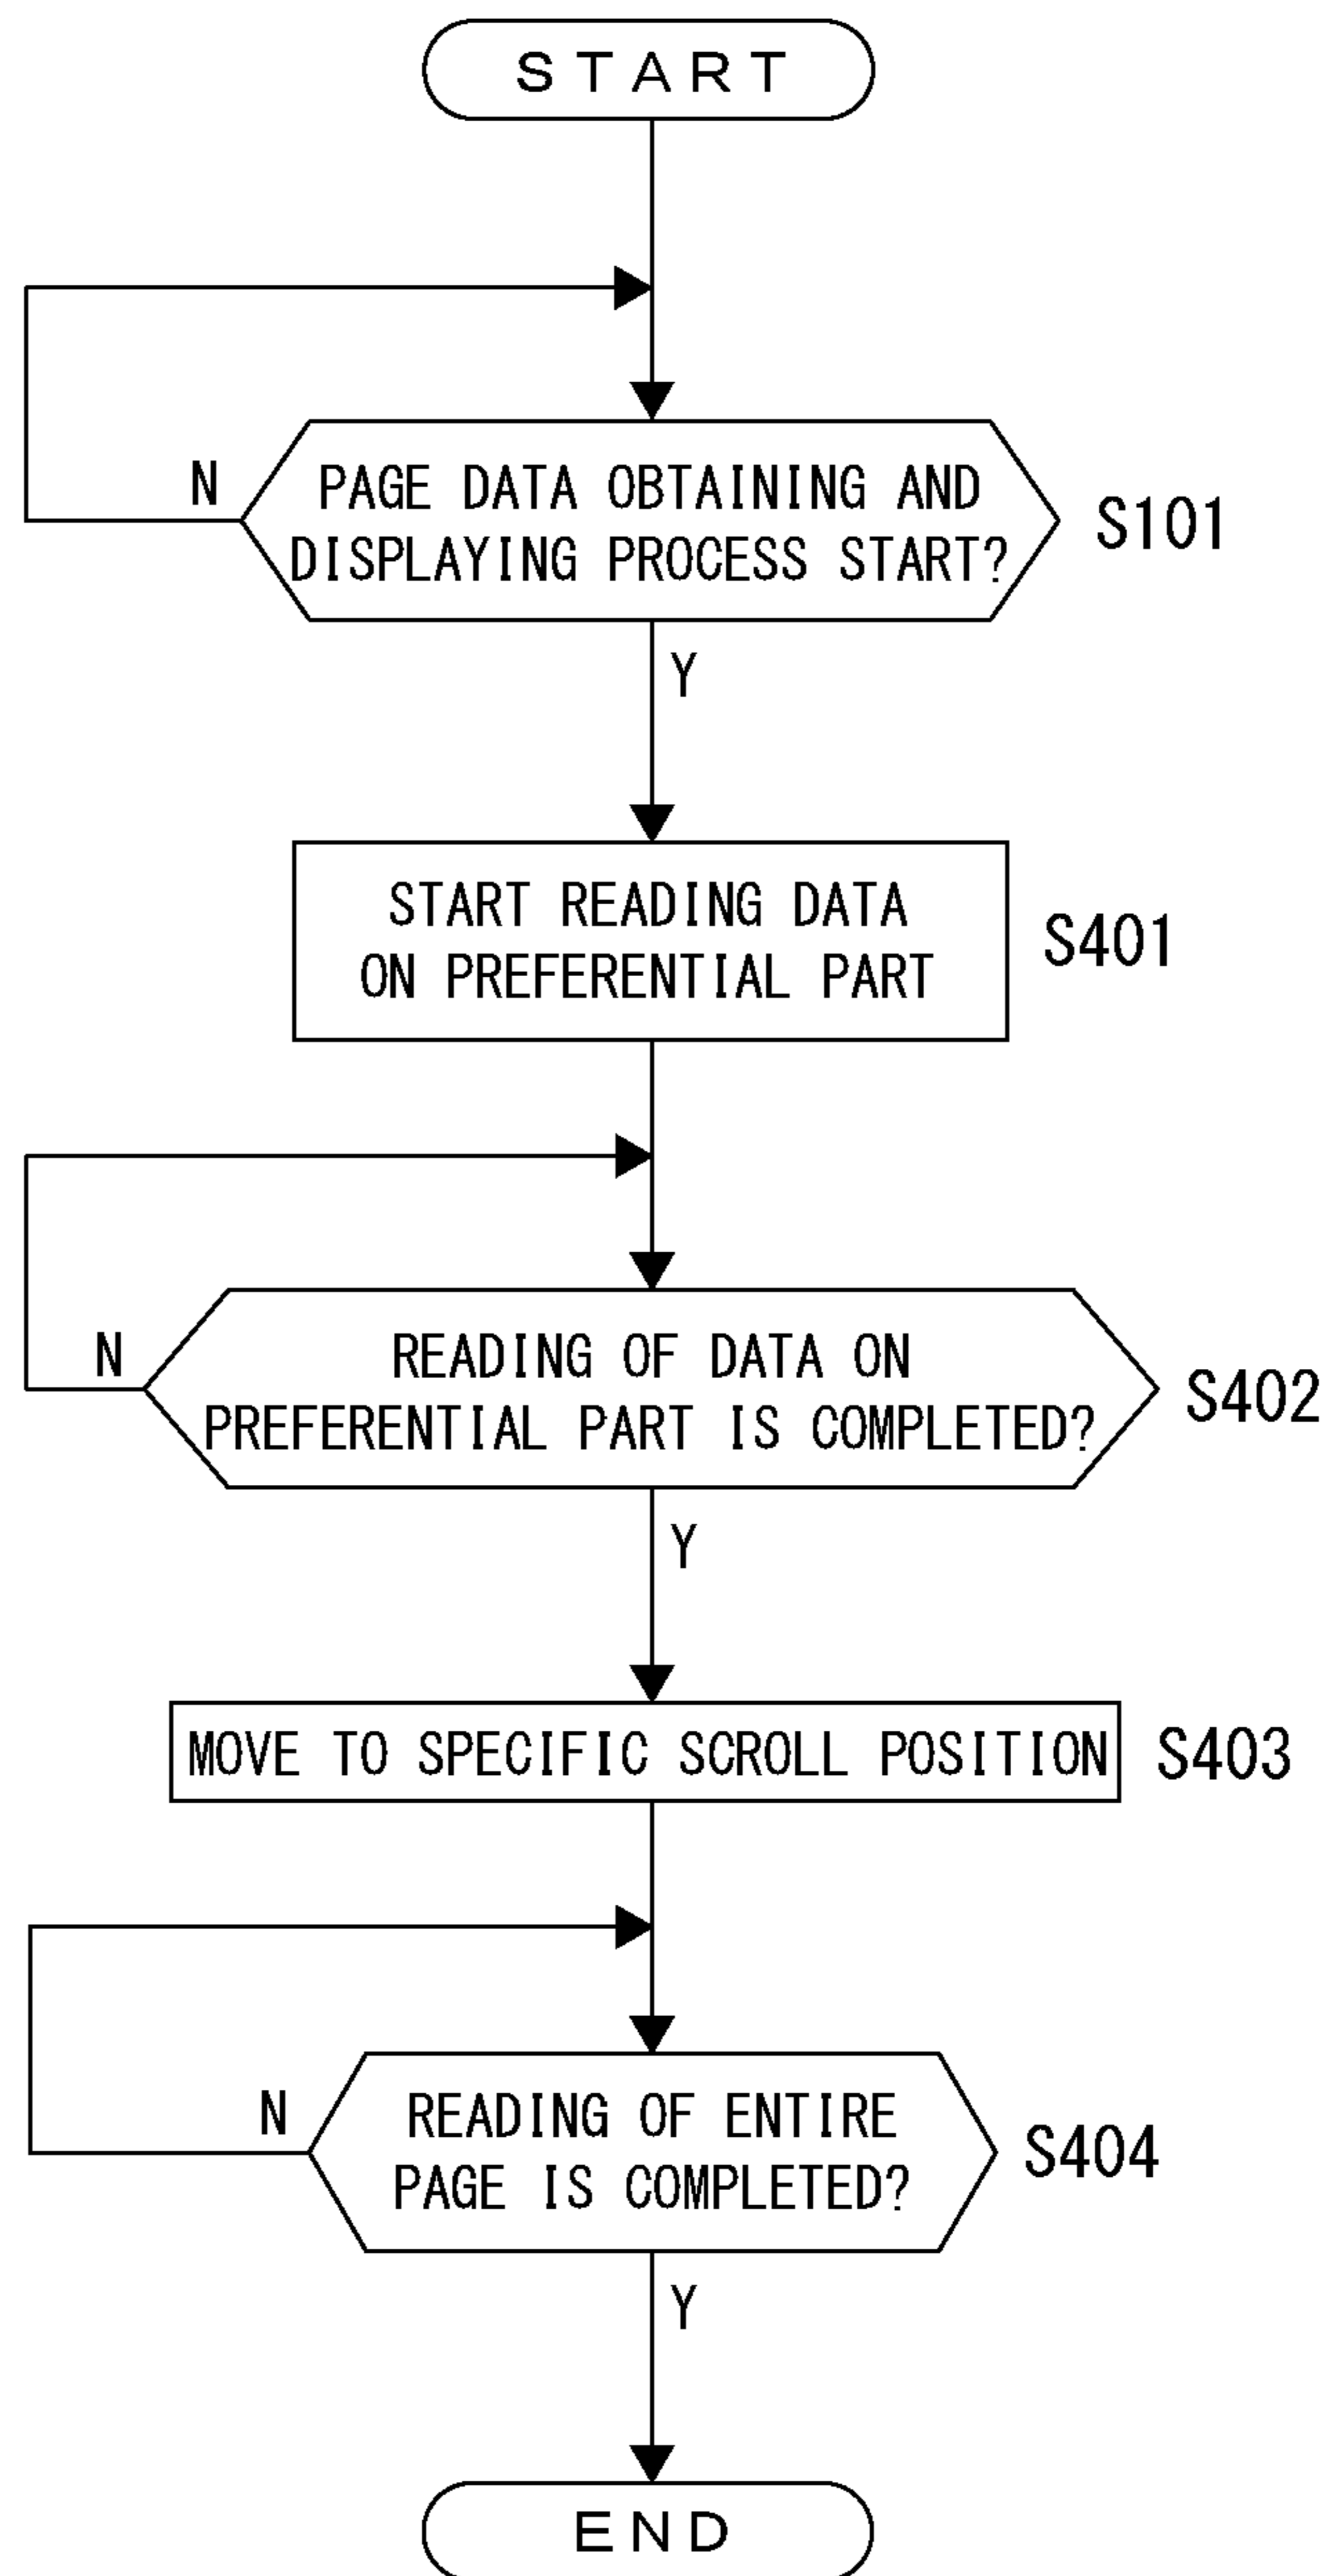 START
N
PAGE DATA OBTAINING AND
DISPLAYING PROCESS START?
S101
Y
START READING DATA
ON PREFERENTIAL PART
S401
N
READING OF DATA ON
PREFERENTIAL PART IS COMPLETED?
S402
Y
MOVE TO SPECIFIC SCROLL POSITION
S403
N
READING OF ENTIRE
PAGE IS COMPLETED?
S404
Y
END